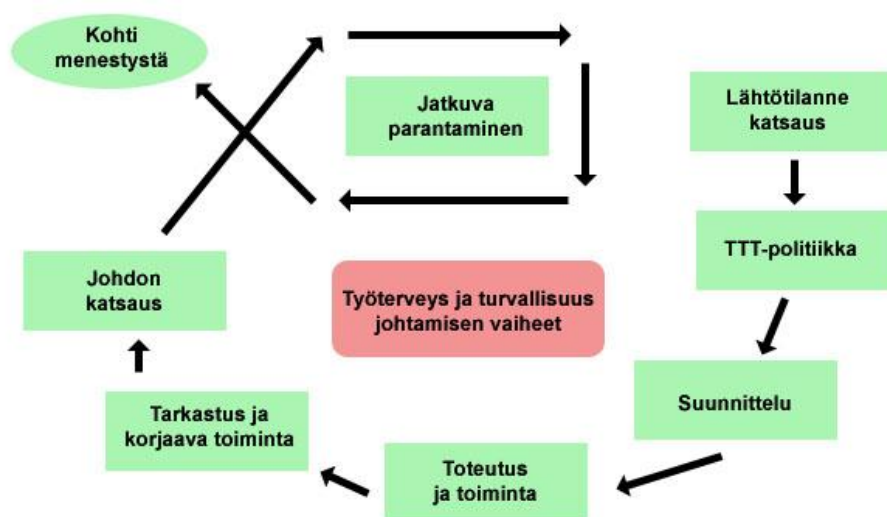 Kohti
menestystä
Jatkuva
parantaminen
Lähtötilanne
katsaus
TTT-politiikka
Johdon
katsaus
Työterveys ja turvallisuus
johtamisen vaiheet
Suunnittelu
Tarkastus ja
korjaava toiminta
Toteutus
ja toiminta